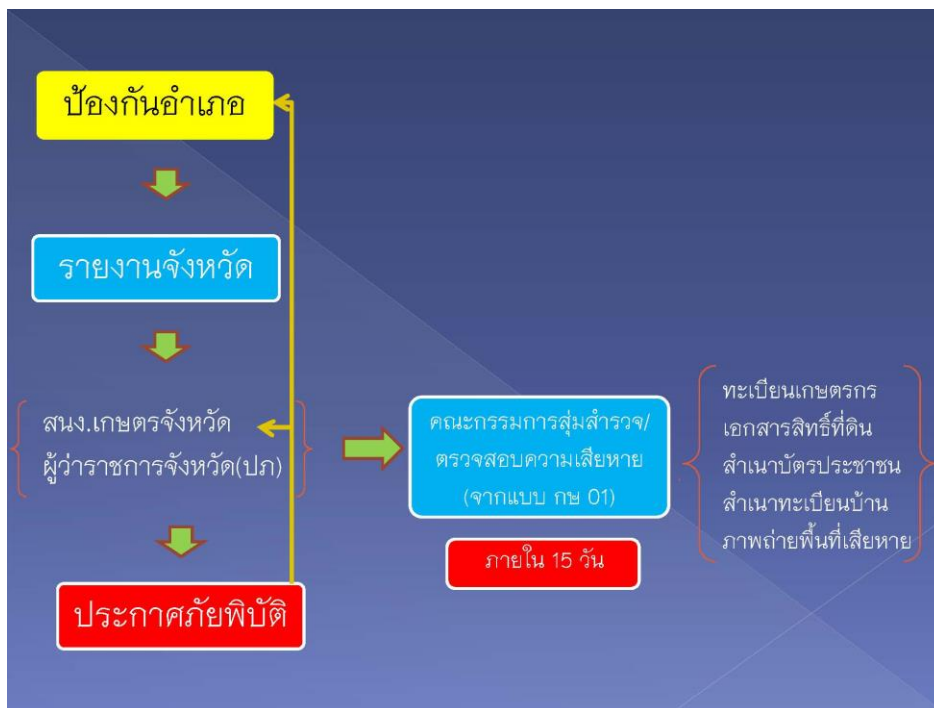 ป้องกันอำเภอ
รายงานจังหวัด
สนง.เกษตรจังหวัด
ผู้ว่าราชการจังหวัด(ปภ)
ประกาศภัยพิบัติ
คณะกรรมการสุ่มสำรวจ/
ตรวจสอบความเสียหาย
(จากแบบ กษ 01)
ภายใน 15 วัน
ทะเบียนเกษตรกร
เอกสารสิทธิ์ที่ดิน
สำเนาบัตรประชาชน
สำเนาทะเบียนบ้าน
ภาพถ่ายพื้นที่เสียหาย